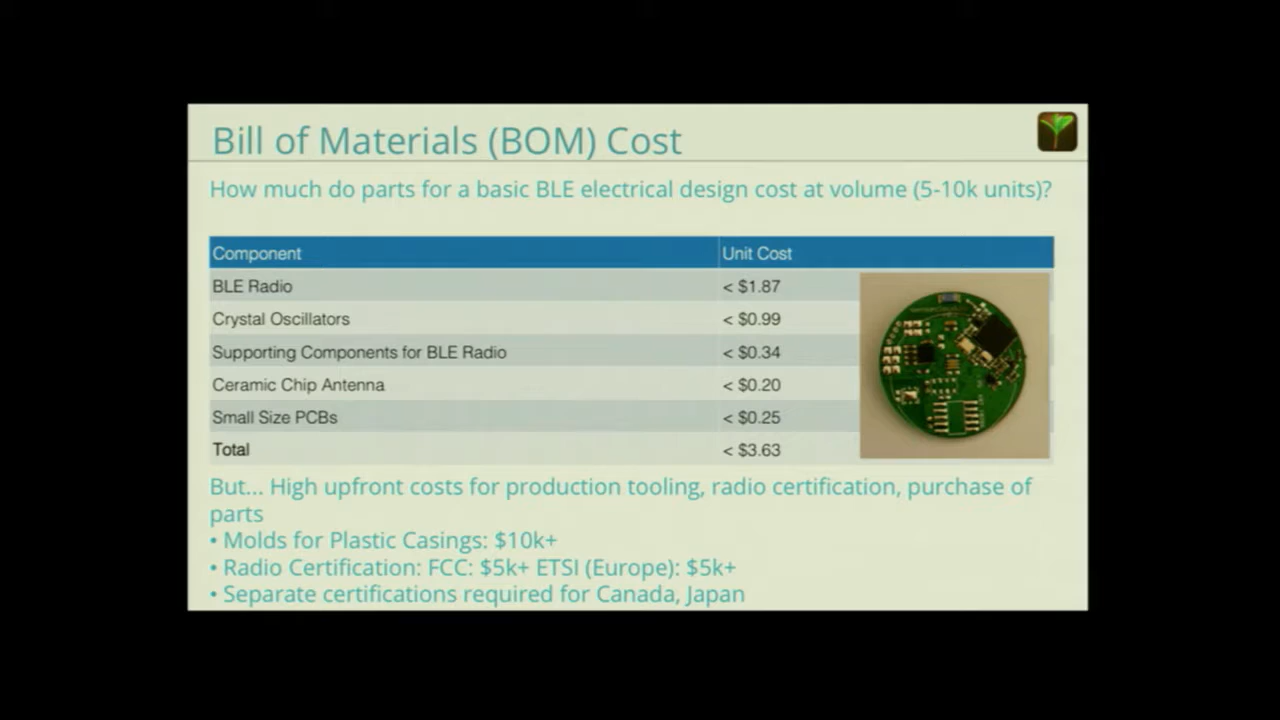 Bill of Materials (BOM) Cost
How much do parts for a basic BLE electrical design cost at volume (5-10k units)?
Component Unit Cost
BLE Radio < $1.87
Crystal Oscillators < $0.99
Supporting Components for BLE Radio < $0.34
Ceramic Chip Antenna < $0.20
Small Size PCBs < $0.25
Total < $3.63
But... High upfront costs for production tooling, radio certification, purchase of
parts
• Molds for Plastic Casings: $10k+
• Radio Certification: FCC: $5k+ ETSI (Europe): $5k+
• Separate certifications required for Canada, Japan